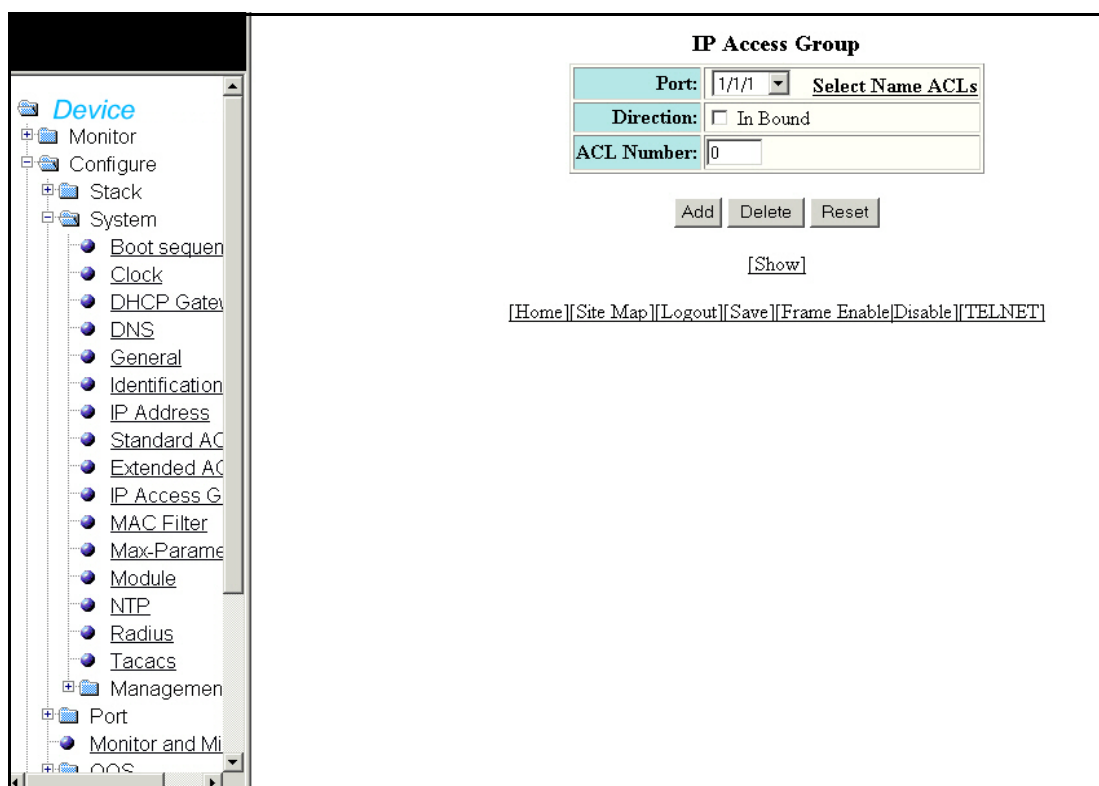 Device
Monitor
Configure
Stack
System
Boot sequen
Clock
DHCP Gatew
DNS
General
Identification
IP Address
Standard AC
Extended AC
IP Access G
MAC Filter
Max-Parame
Module
NTP
Radius
Tacacs
Managemen
Port
Monitor and Mi
QOS
IP Access Group
Port: 1/1/1 Select Name ACLs
Direction: In Bound
ACL Number: 0
Add Delete Reset
[Show]
[Home][Site Map][Logout][Save][Frame Enable|Disable][TELNET]